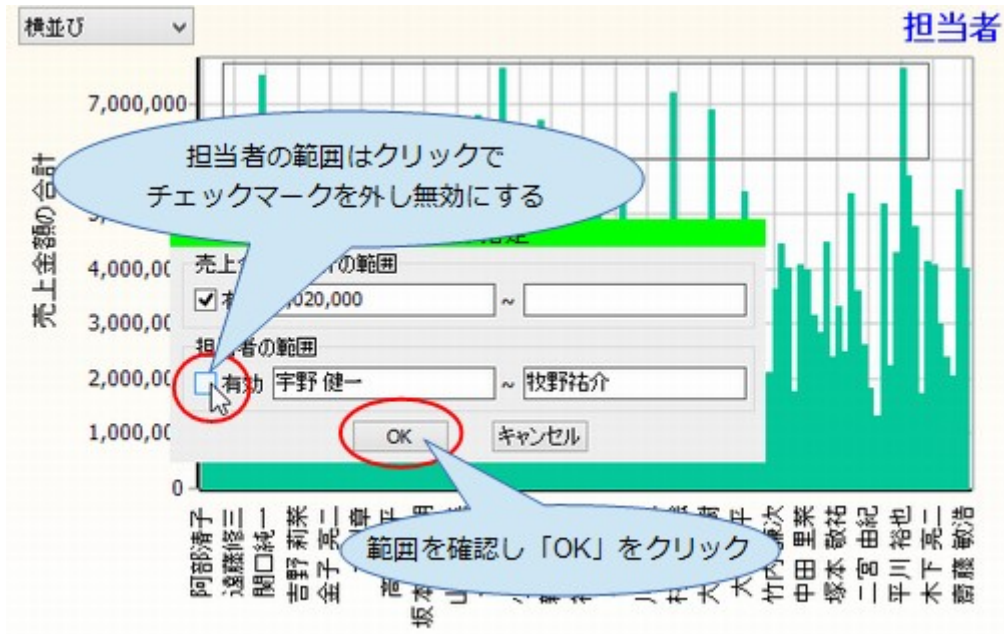 横並び
担当者
7,000,000
担当者の範囲はクリックで
チェックマークを外し無効にする
売上金額の合計
4,000,00
売上
の範囲
,020,000
~
3,000,00
者の範囲
2,000,00
有効
宇野 健一
~
牧野祐介
1,000,00
OK
キャンセル
0
範囲を確認し「OK」をクリック
阿部清子
遠藤修三
関口純一
吉野 莉菜
金子 亮二
竹内
中田 里菜
塚本 敬祐
二宮 由紀
平川 裕也
木下 亮二
齋藤 敏浩